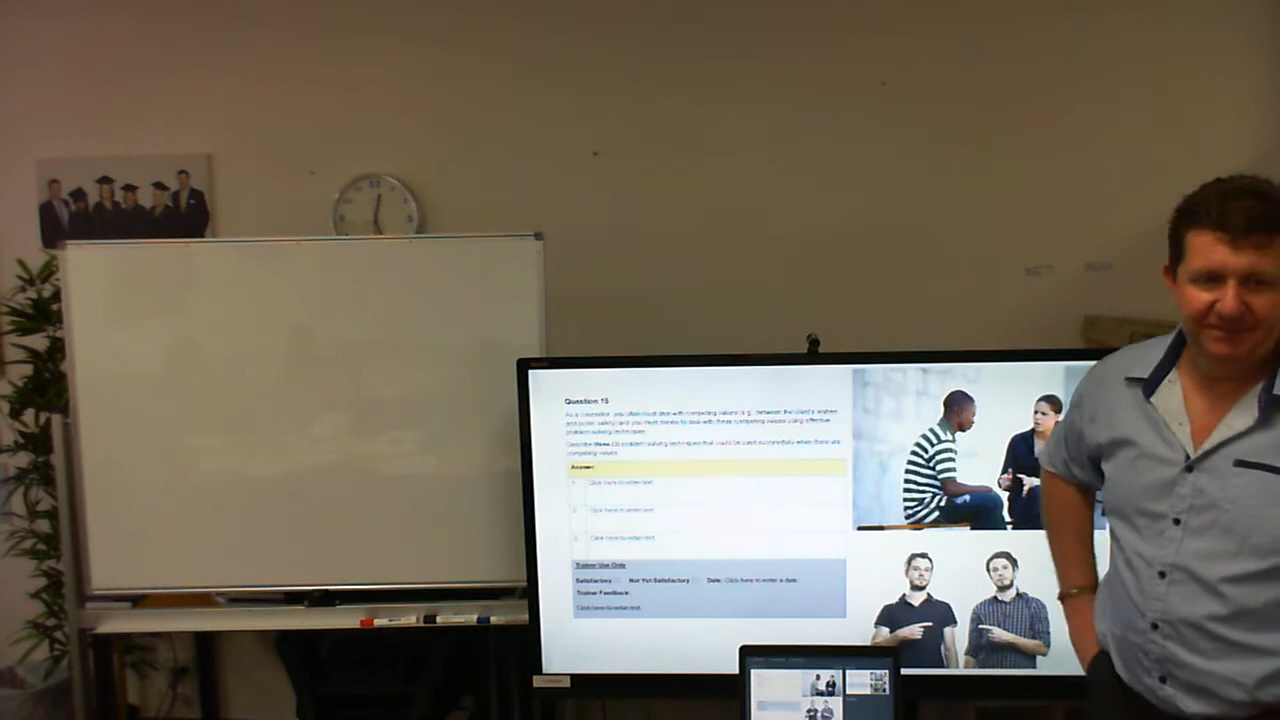 Question 16
As a counsellor, you often must deal with competing values (e.g., between the client's wishes
and public safety) and you must decide to deal with these competing values using effective
problem solving techniques.
Describe three (3) problem solving techniques that could be used successfully when there are
competing values.
Answer:
1 Click here to enter text.
2 Click here to enter text.
3 Click here to enter text.
Trainer Use Only
Satisfactory Not Yet Satisfactory Date: Click here to enter a date.
Trainer Feedback:
Click here to enter text.